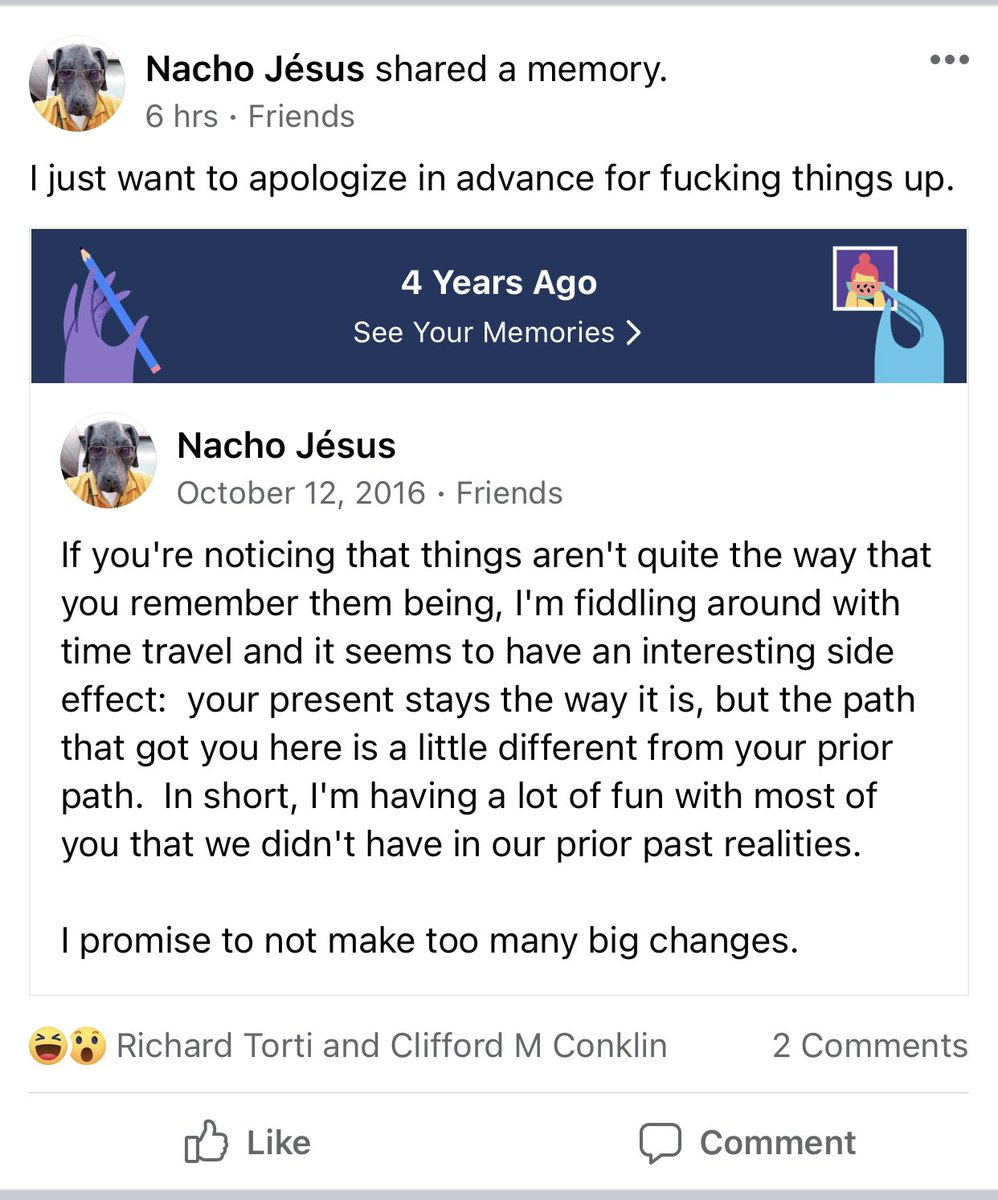 Nacho Jésus shared a memory.
6 hrs · Friends
I just want to apologize in advance for fucking things up.
4 Years Ago
See Your Memories
Nacho Jésus
October 12, 2016 · Friends
If you're noticing that things aren't quite the way that
you remember them being, I'm fiddling around with
time travel and it seems to have an interesting side
effect:  your present stays the way it is, but the path
that got you here is a little different from your prior
path.  In short, I'm having a lot of fun with most of
you that we didn't have in our prior past realities.
I promise to not make too many big changes.
Richard Torti and Clifford M Conklin
2 Comments
Like
Comment